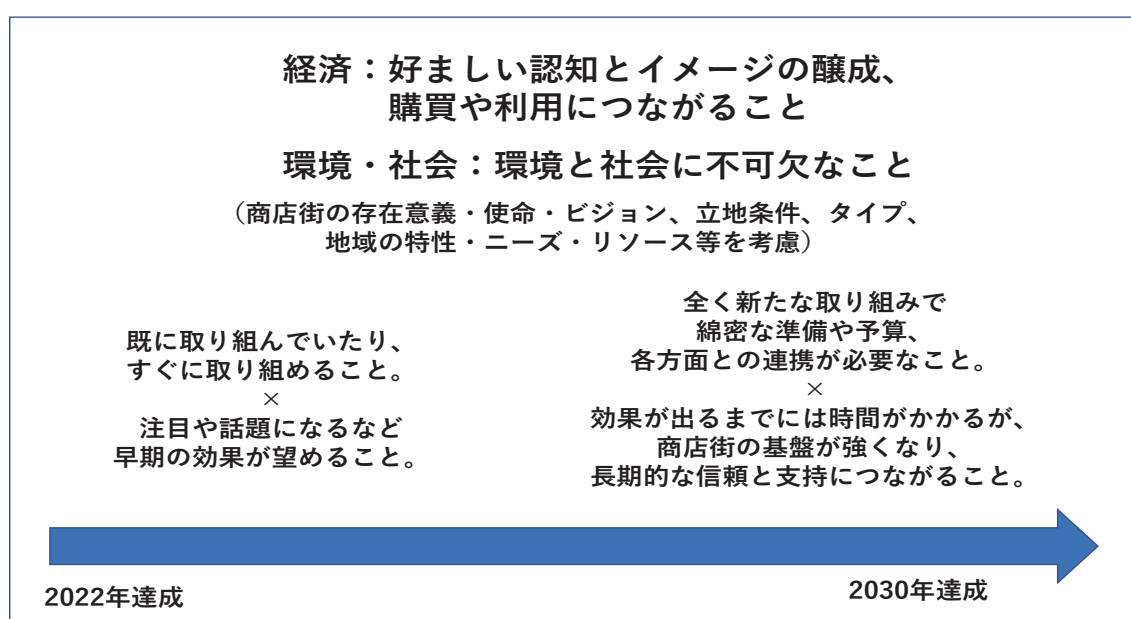 経済：好ましい認知とイメージの醸成、
購買や利用につながること
環境・社会：環境と社会に不可欠なこと
（商店街の存在意義・使命・ビジョン、立地条件、タイプ、
地域の特性・ニーズ・リソース等を考慮）
既に取り組んでいたり、
すぐに取り組めること。
×
注目や話題になるなど
早期の効果が望めること。
全く新たな取り組みで
綿密な準備や予算、
各方面との連携が必要なこと。
×
効果が出るまでには時間がかかるが、
商店街の基盤が強くなり、
長期的な信頼と支持につながること。
2022年達成
2030年達成